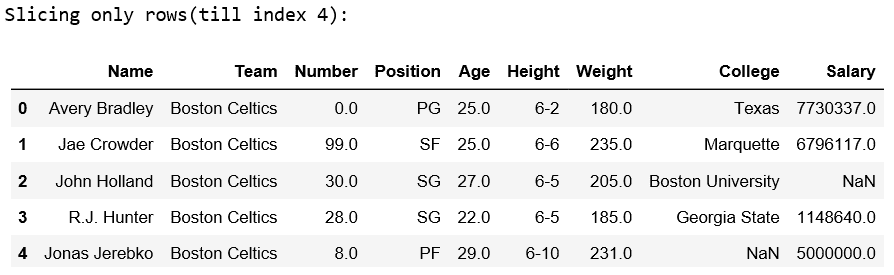 Slicing only rows(till index 4):
Name Team Number Position Age Height Weight College Salary
0 Avery Bradley Boston Celtics 0.0 PG 25.0 6-2 180.0 Texas 7730337.0
1 Jae Crowder Boston Celtics 99.0 SF 25.0 6-6 235.0 Marquette 6796117.0
2 John Holland Boston Celtics 30.0 SG 27.0 6-5 205.0 Boston University NaN
3 R.J. Hunter Boston Celtics 28.0 SG 22.0 6-5 185.0 Georgia State 1148640.0
4 Jonas Jerebko Boston Celtics 8.0 PF 29.0 6-10 231.0 NaN 5000000.0